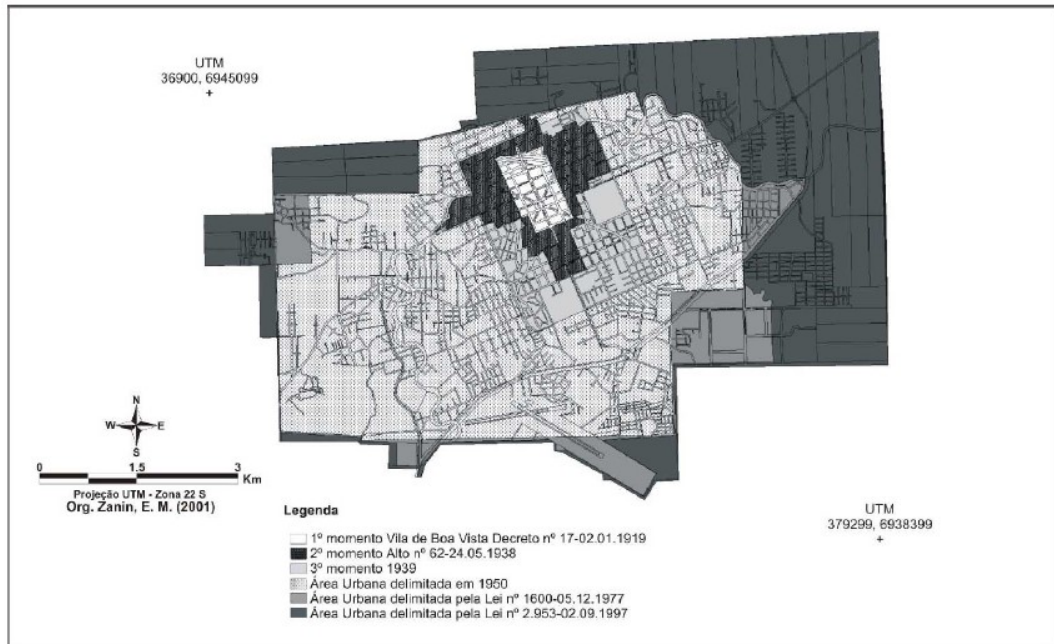 UTM
36900, 6945099
+
N
W E
S
0 1.5 3
Km
Projeção UTM - Zona 22 S
Org. Zanin, E. M. (2001)
Legenda
1º momento Vila de Boa Vista Decreto nº 17-02.01.1919
2º momento Alto nº 62-24.05.1938
3º momento 1939
Área Urbana delimitada em 1950
Área Urbana delimitada pela Lei nº 1600-05.12.1977
Área Urbana delimitada pela Lei nº 2.953-02.09.1997
UTM
379299, 6938399
+